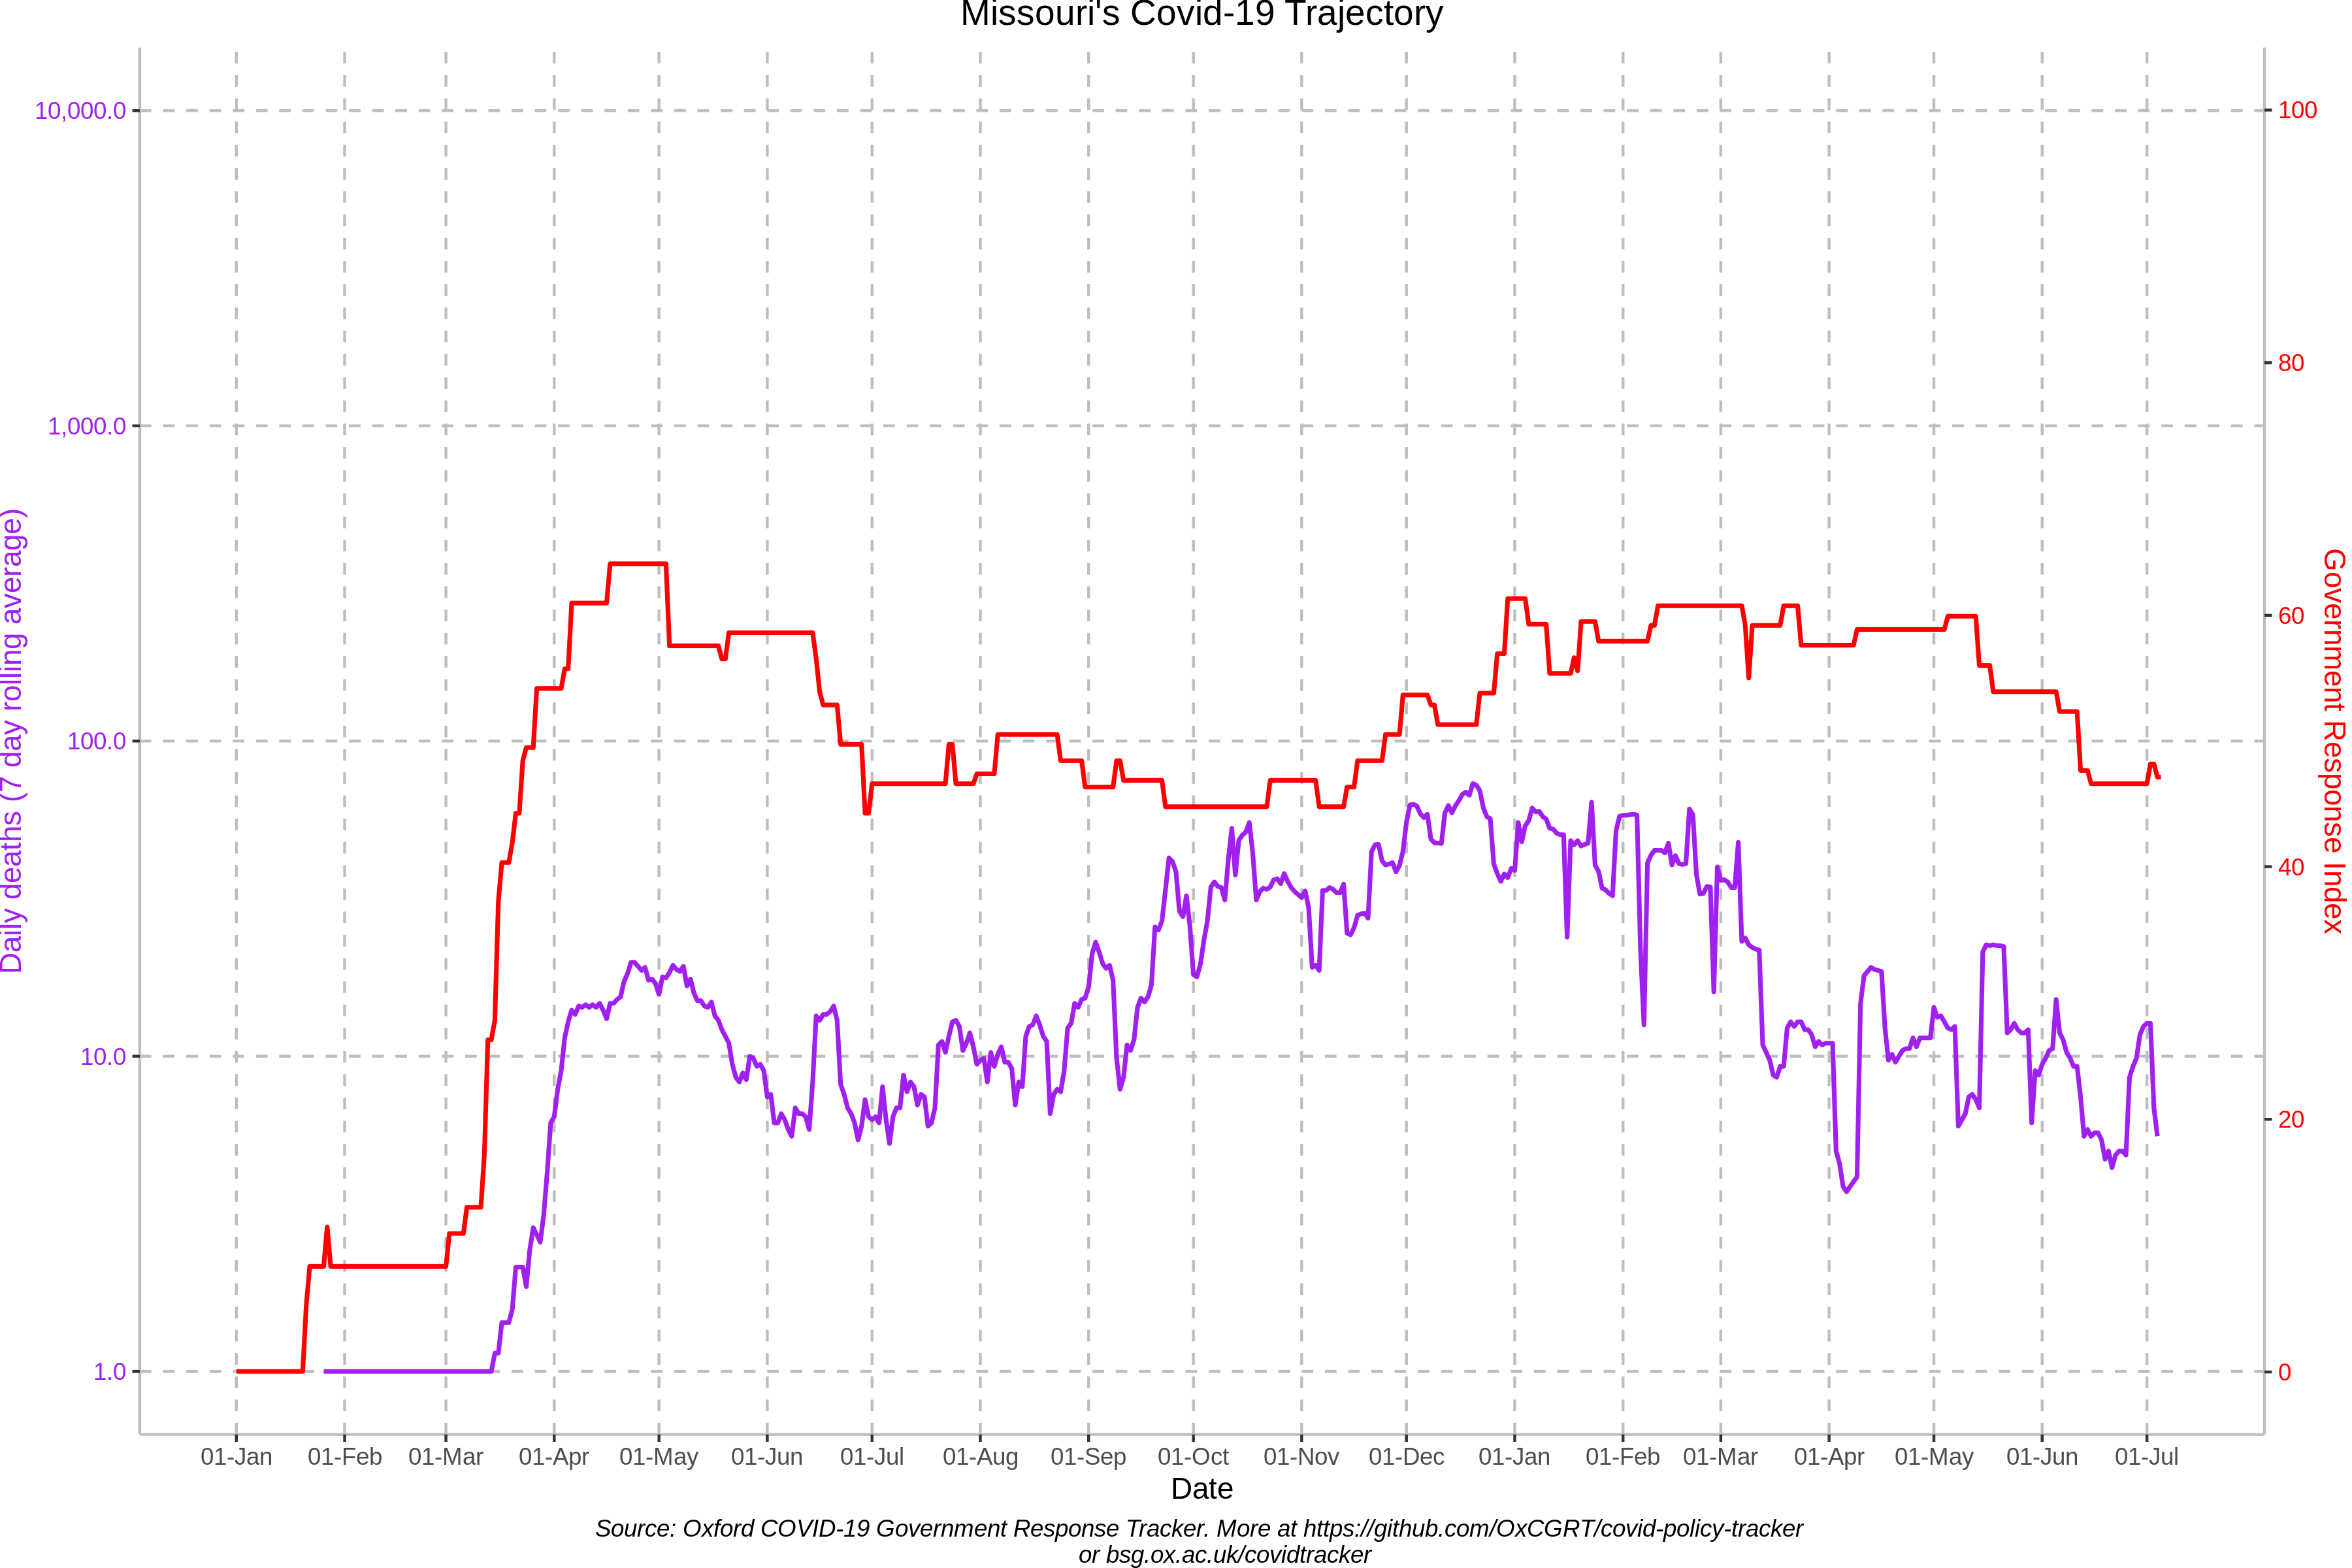 Missouri's Covid-19 Trajectory
10,000.0
1,000.0
100.0
10.0
1.0
Daily deaths (7 day rolling average)
100
80
60
40
20
0
Government Response Index
01-Jan 01-Feb 01-Mar 01-Apr 01-May 01-Jun 01-Jul 01-Aug 01-Sep 01-Oct 01-Nov 01-Dec 01-Jan 01-Feb 01-Mar 01-Apr 01-May 01-Jun 01-Jul
Date
Source: Oxford COVID-19 Government Response Tracker. More at https://github.com/OxCGRT/covid-policy-tracker
or bsg.ox.ac.uk/covidtracker